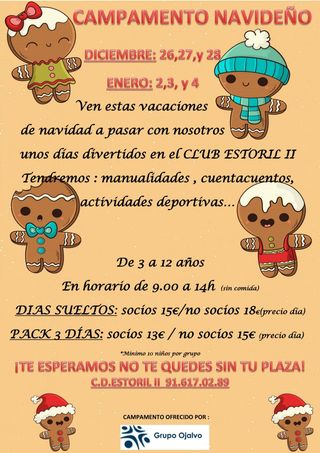 CAMPAMENTO NAVIDEÑO
DICIEMBRE: 26,27,y 28
ENERO: 2,3, y 4
Ven estas vacaciones
de navidad a pasar con nosotros
unos días divertidos en el CLUB ESTORIL II
Tendremos : manualidades , cuentacuentos,
actividades deportivas...
De 3 a 12 años
En horario de 9.00 a 14h (sin comida)
DIAS SUELTOS: socios 15€/no socios 18€(precio día)
PACK 3 DÍAS: socios 13€ / no socios 15€ (precio día)
*Mínimo 10 niños por grupo
¡TE ESPERAMOS NO TE QUEDES SIN TU PLAZA!
C.D.ESTORIL II 91.617.02.89
CAMPAMENTO OFRECIDO POR :
Grupo Ojalvo